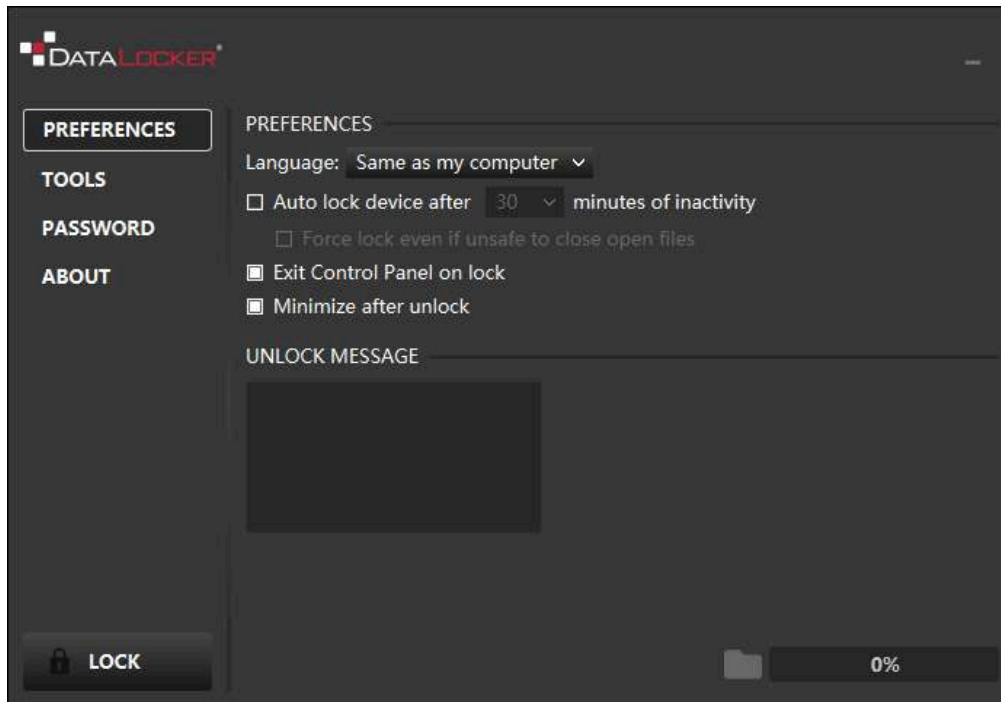 DATALOCKER®
PREFERENCES
TOOLS
PASSWORD
ABOUT
LOCK
PREFERENCES
Language: Same as my computer
Auto lock device after 30 minutes of inactivity
Force lock even if unsafe to close open files
Exit Control Panel on lock
Minimize after unlock
UNLOCK MESSAGE
0%